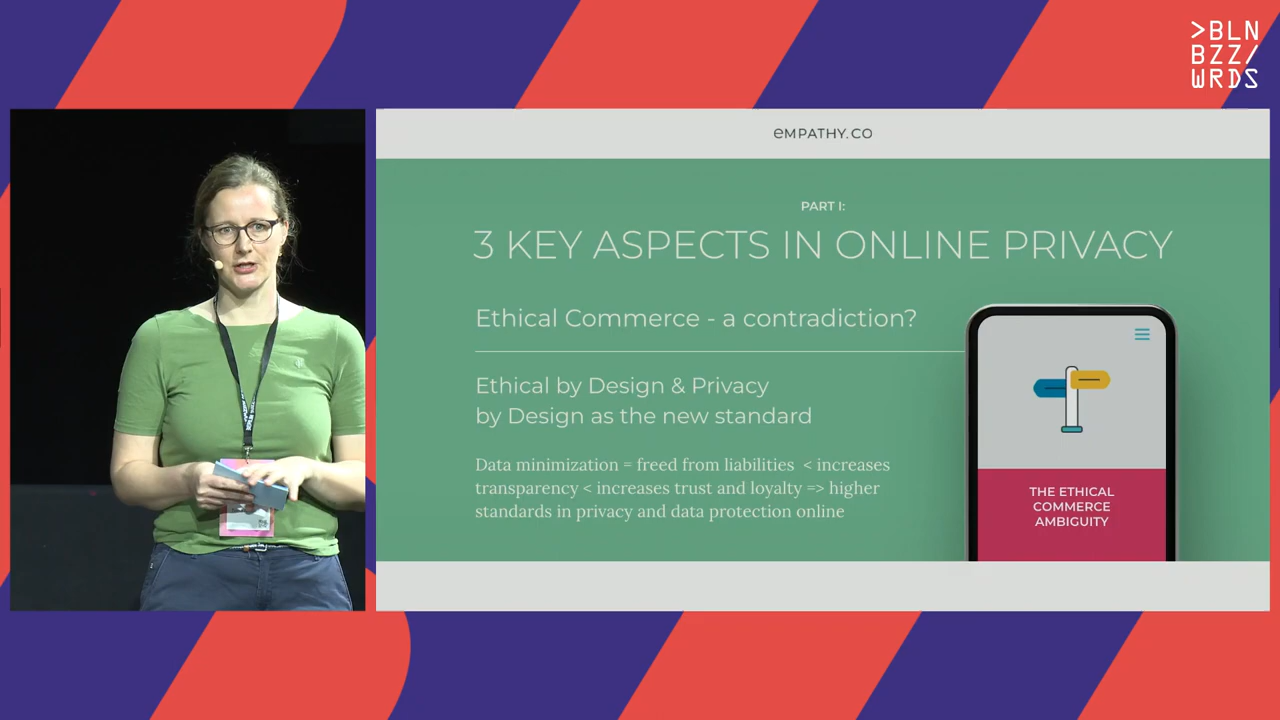 >BLN
BZZ/
WRDS
eMPATHY.CO
PART I:
3 KEY ASPECTS IN ONLINE PRIVACY
Ethical Commerce - a contradiction?
Ethical by Design & Privacy
by Design as the new standard
Data minimization = freed from liabilities < increases
transparency < increases trust and loyalty => higher
standards in privacy and data protection online
THE ETHICAL
COMMERCE
AMBIGUITY